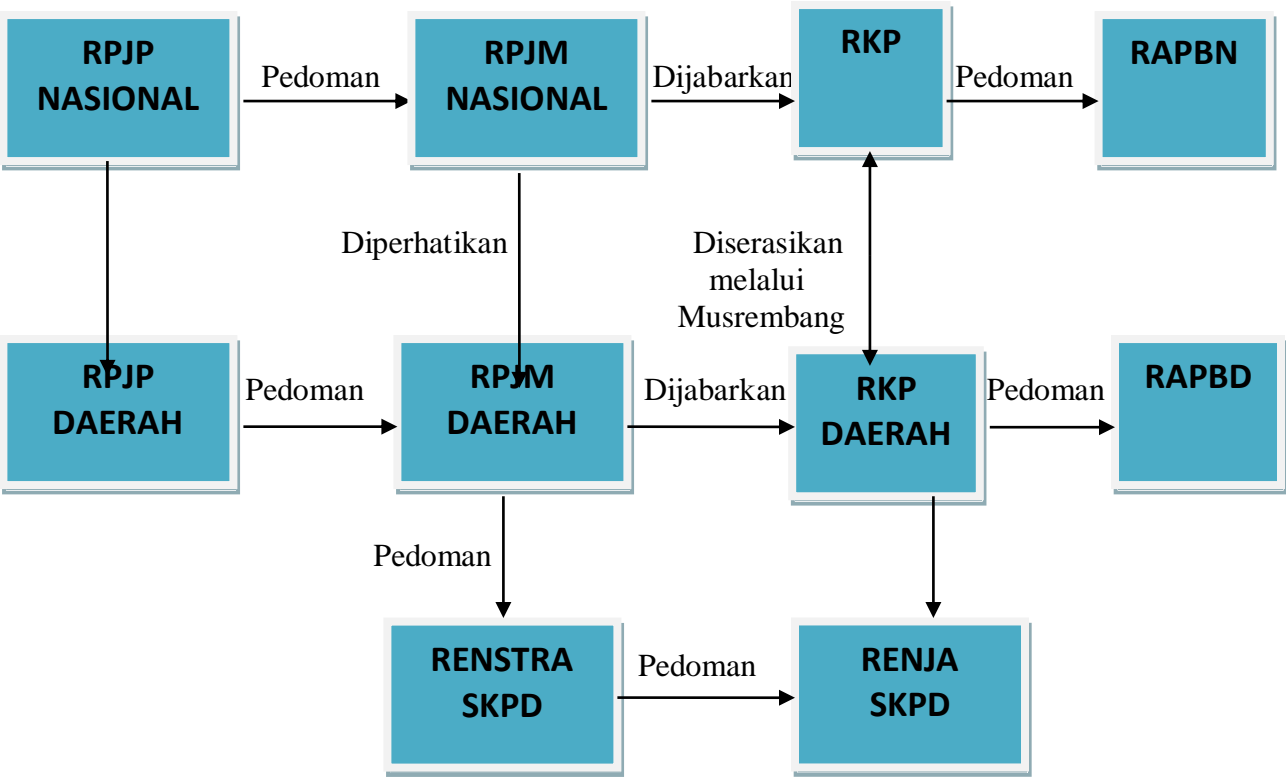 RPJP
NASIONAL
Pedoman
RPJM
NASIONAL
Dijabarkan
RKP
Pedoman
RAPBN
Diperhatikan
Diserasikan
melalui
Musrembang
RPJP
DAERAH
Pedoman
RPJM
DAERAH
Dijabarkan
RKP
DAERAH
Pedoman
RAPBD
Pedoman
RENSTRA
SKPD
Pedoman
RENJA
SKPD